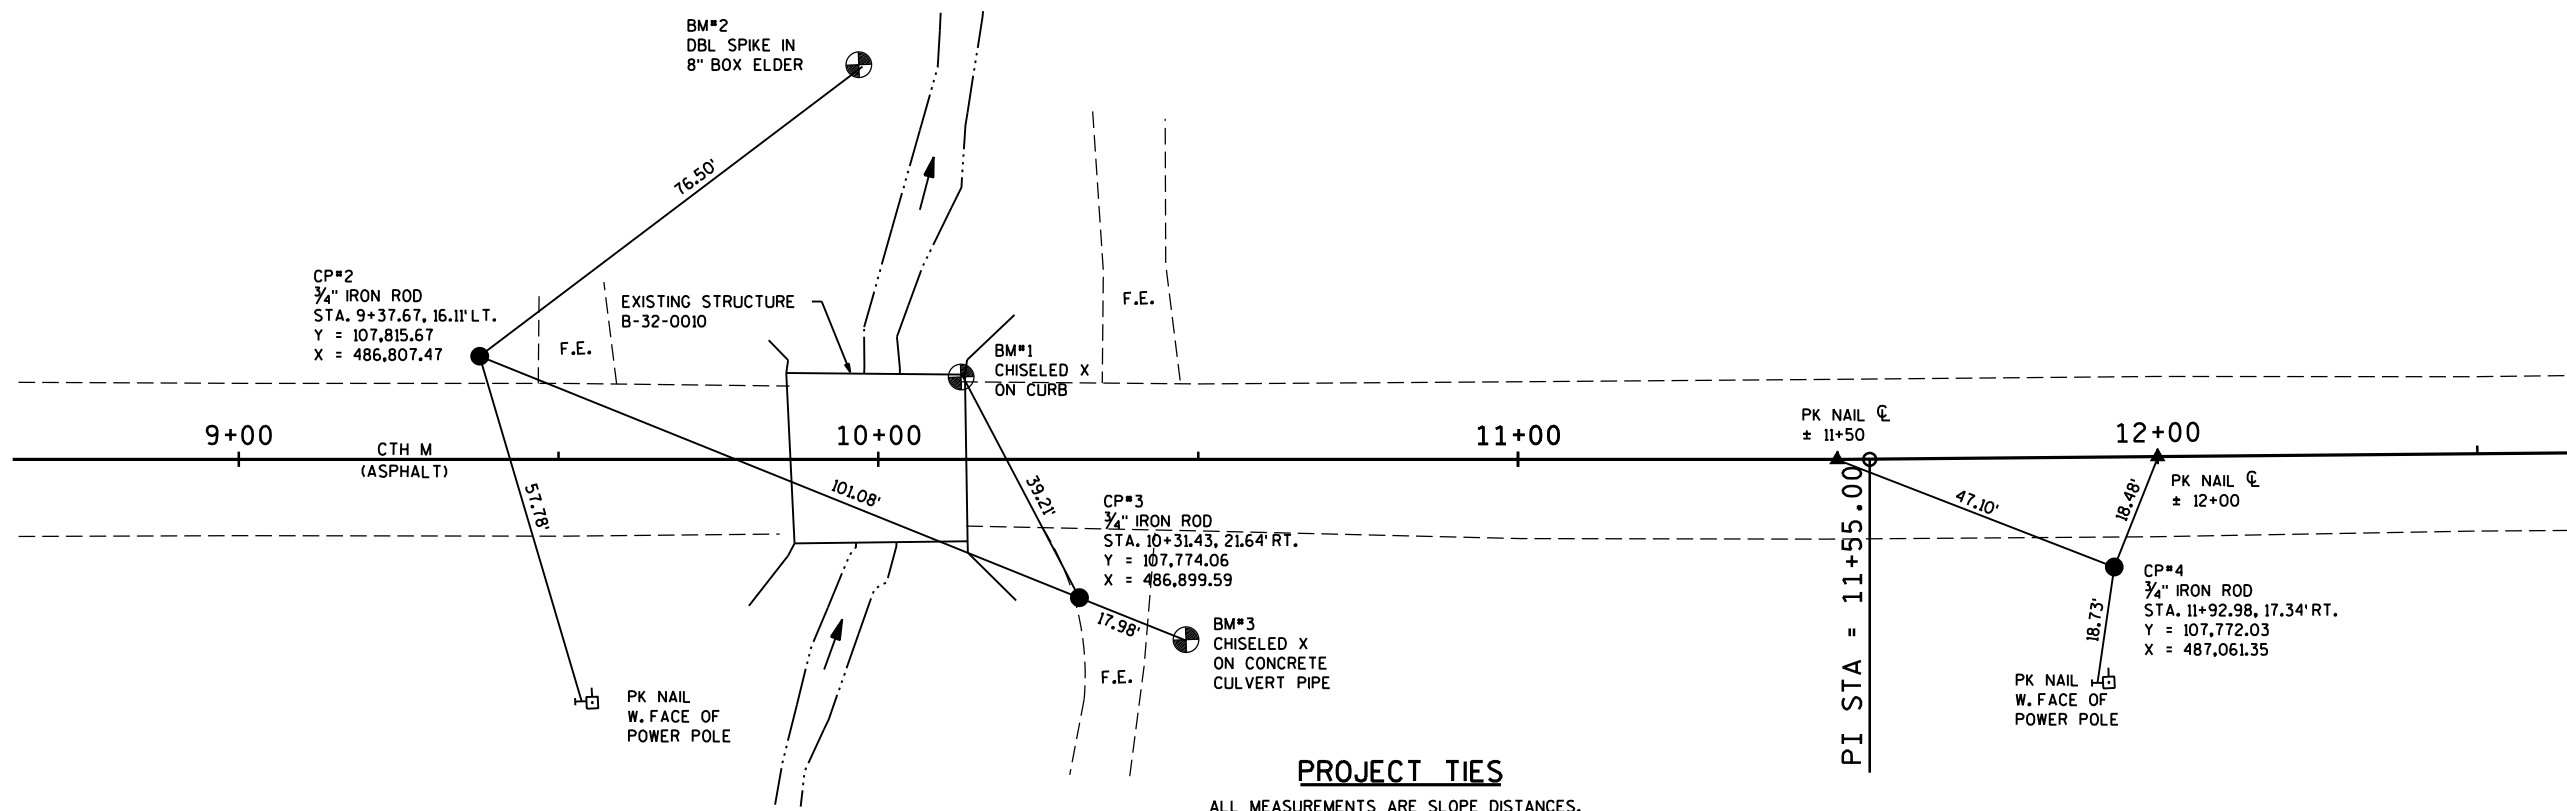 BM#2
DBL SPIKE IN
8" BOX ELDER
76.50'
CP#2
3/4" IRON ROD
STA. 9+37.67, 16.11' LT.
Y = 107,815.67
X = 486,807.47
F.E.
EXISTING STRUCTURE
B-32-0010
F.E.
BM#1
CHISELED X
ON CURB
9+00
CTH M
(ASPHALT)
10+00
11+00
PK NAIL ℄
± 11+50
12+00
PK NAIL ℄
± 12+00
57.78'
101.08'
39.21'
CP#3
3/4" IRON ROD
STA. 10+31.43, 21.64' RT.
Y = 107,774.06
X = 486,899.59
47.10'
18.48'
PI STA = 11+55.00
CP#4
3/4" IRON ROD
STA. 11+92.98, 17.34' RT.
Y = 107,772.03
X = 487,061.35
17.98'
BM#3
CHISELED X
ON CONCRETE
CULVERT PIPE
F.E.
18.73'
PK NAIL
W. FACE OF
POWER POLE
PK NAIL
W. FACE OF
POWER POLE
PROJECT TIES
ALL MEASUREMENTS ARE SLOPE DISTANCES.